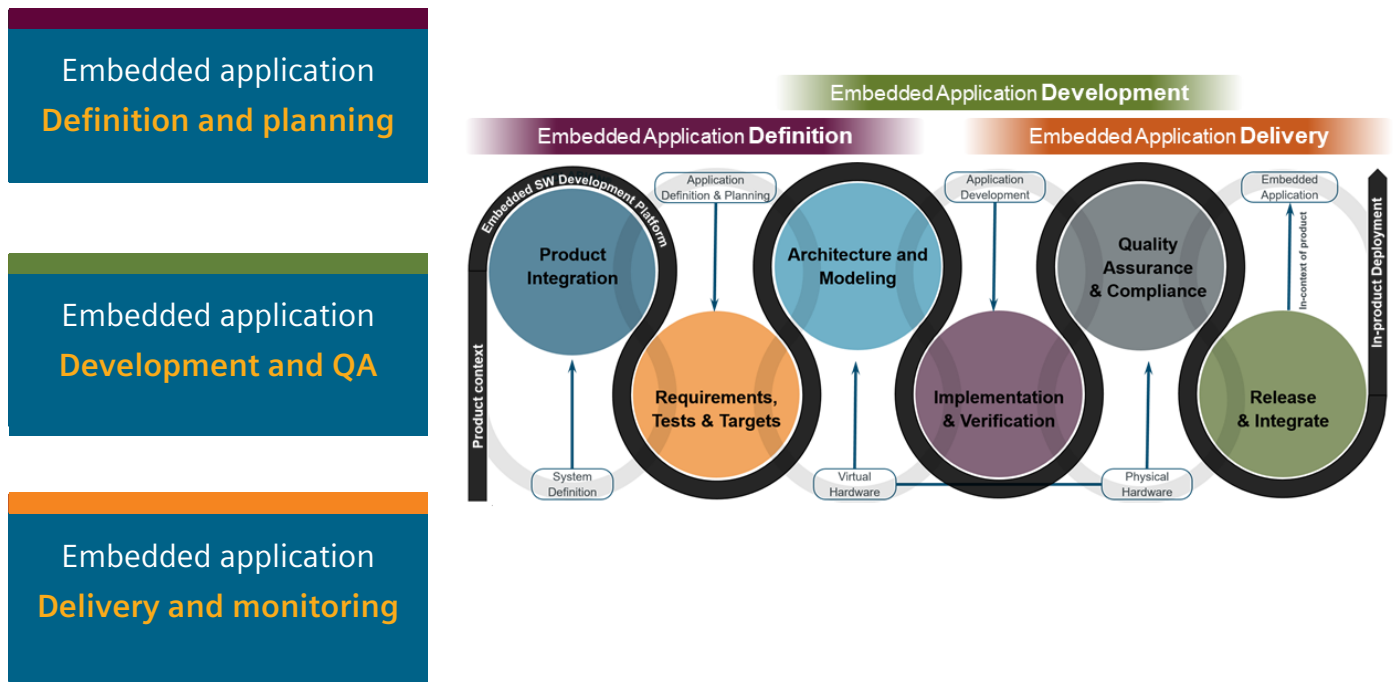 Embedded application
Definition and planning
Embedded application
Development and QA
Embedded application
Delivery and monitoring
Embedded Application Development
Embedded Application Definition
Embedded Application Delivery
Embedded SW Development Platform
Product context
Product
Integration
System
Definition
Application
Definition & Planning
Requirements,
Tests & Targets
Architecture and
Modeling
Virtual
Hardware
Application
Development
Implementation
& Verification
Quality
Assurance
& Compliance
Physical
Hardware
Embedded
Application
In-context of product
Release
& Integrate
In-product Deployment